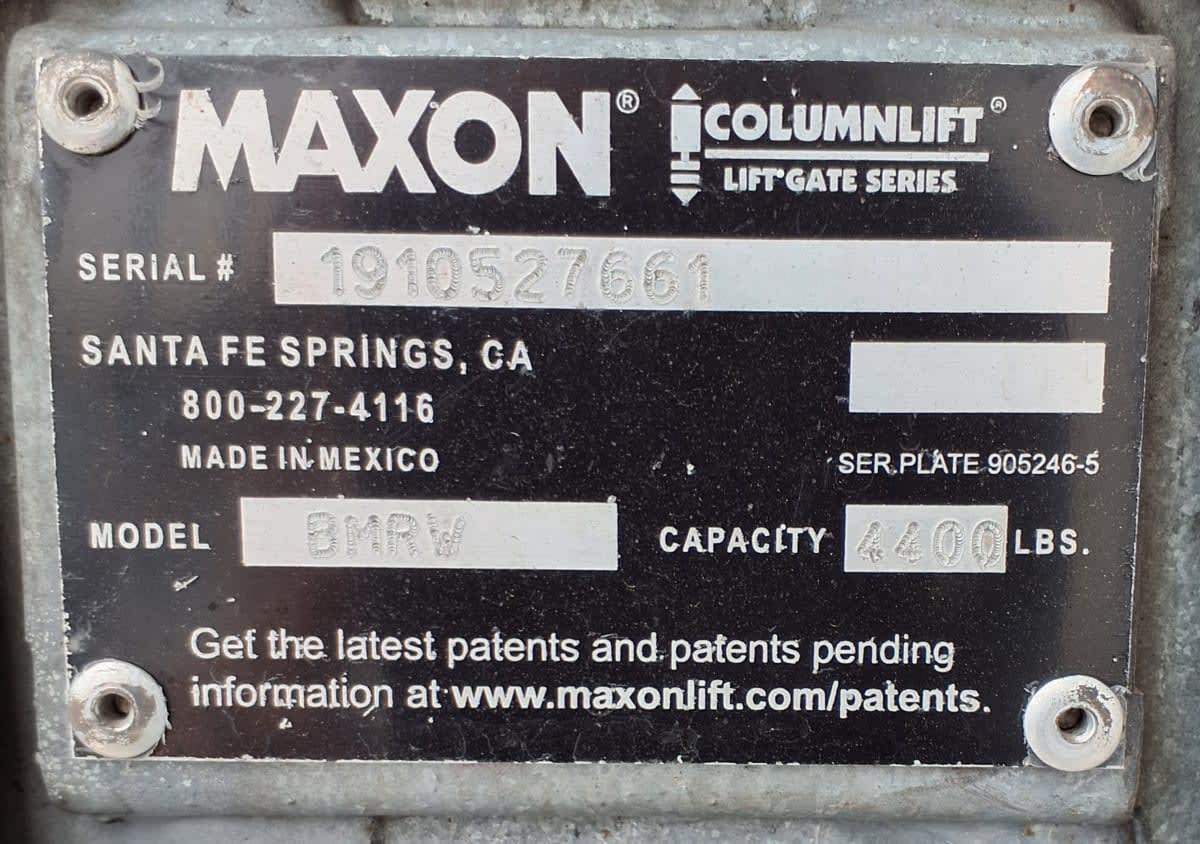 MAXON® COLUMNLIFT®
LIFT•GATE SERIES
SERIAL # 1910527661
SANTA FE SPRINGS, CA
800-227-4116
MADE IN MEXICO
SER.PLATE 905246-5
MODEL BMRW CAPACITY 4400 LBS.
Get the latest patents and patents pending
information at www.maxonlift.com/patents.